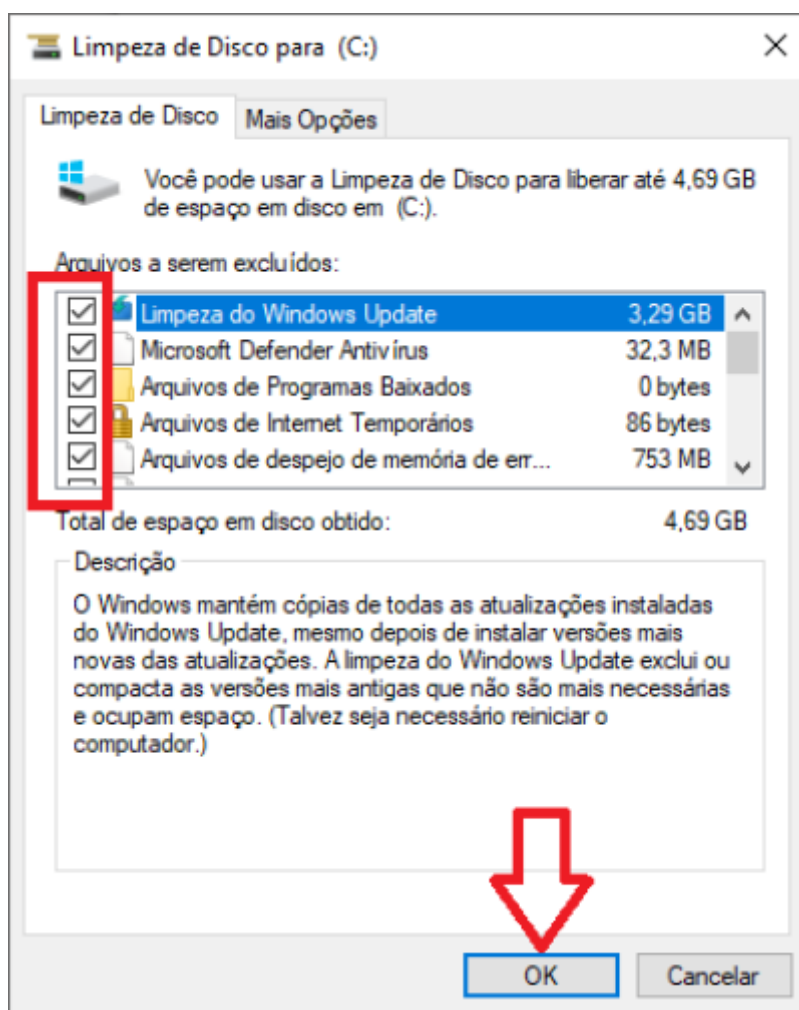 Limpeza de Disco para (C:)
Limpeza de Disco
Mais Opções
Você pode usar a Limpeza de Disco para liberar até 4,69 GB
de espaço em disco em (C:).
Arquivos a serem excluídos:
Limpeza do Windows Update 3,29 GB
Microsoft Defender Antivírus 32,3 MB
Arquivos de Programas Baixados 0 bytes
Arquivos de Internet Temporários 86 bytes
Arquivos de despejo de memória de err... 753 MB
Total de espaço em disco obtido: 4,69 GB
Descrição
O Windows mantém cópias de todas as atualizações instaladas
do Windows Update, mesmo depois de instalar versões mais
novas das atualizações. A limpeza do Windows Update exclui ou
compacta as versões mais antigas que não são mais necessárias
e ocupam espaço. (Talvez seja necessário reiniciar o
computador.)
OK
Cancelar